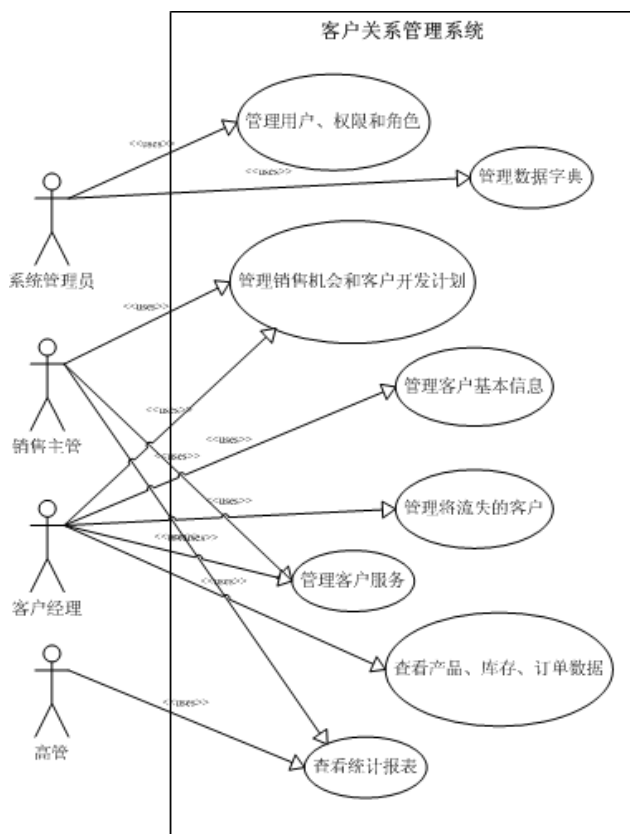 客户关系管理系统
管理用户、权限和角色
<<uses>>
<<uses>>
管理数据字典
系统管理员
管理销售机会和客户开发计划
<<uses>>
管理客户基本信息
<<uses>>
<<uses>>
销售主管
<<uses>>
管理将流失的客户
<<uses>>
管理客户服务
<<uses>>
客户经理
查看产品、库存、订单数据
<<uses>>
高管
查看统计报表